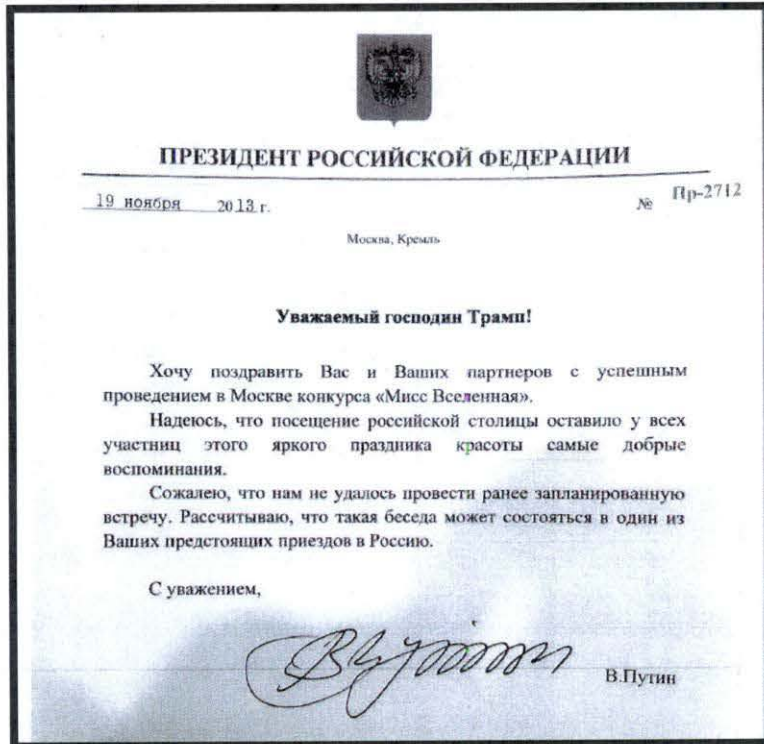 ПРЕЗИДЕНТ РОССИЙСКОЙ ФЕДЕРАЦИИ
19 ноября 2013 г. № Пр-2712
Москва, Кремль
Уважаемый господин Трамп!
Хочу поздравить Вас и Ваших партнеров с успешным
проведением в Москве конкурса «Мисс Вселенная».
Надеюсь, что посещение российской столицы оставило у всех
участниц этого яркого праздника красоты самые добрые
воспоминания.
Сожалею, что нам не удалось провести ранее запланированную
встречу. Рассчитываю, что такая беседа может состояться в один из
Ваших предстоящих приездов в Россию.
С уважением,
В.Путин